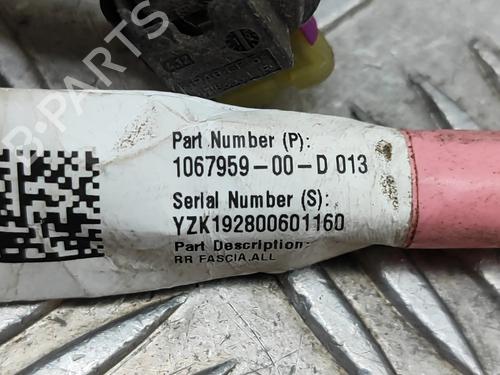 B-PARTS
Part Number (P):
1067959-00-D 013
Serial Number (S):
YZK192800601160
Part Description:
RR FASCIA,ALL